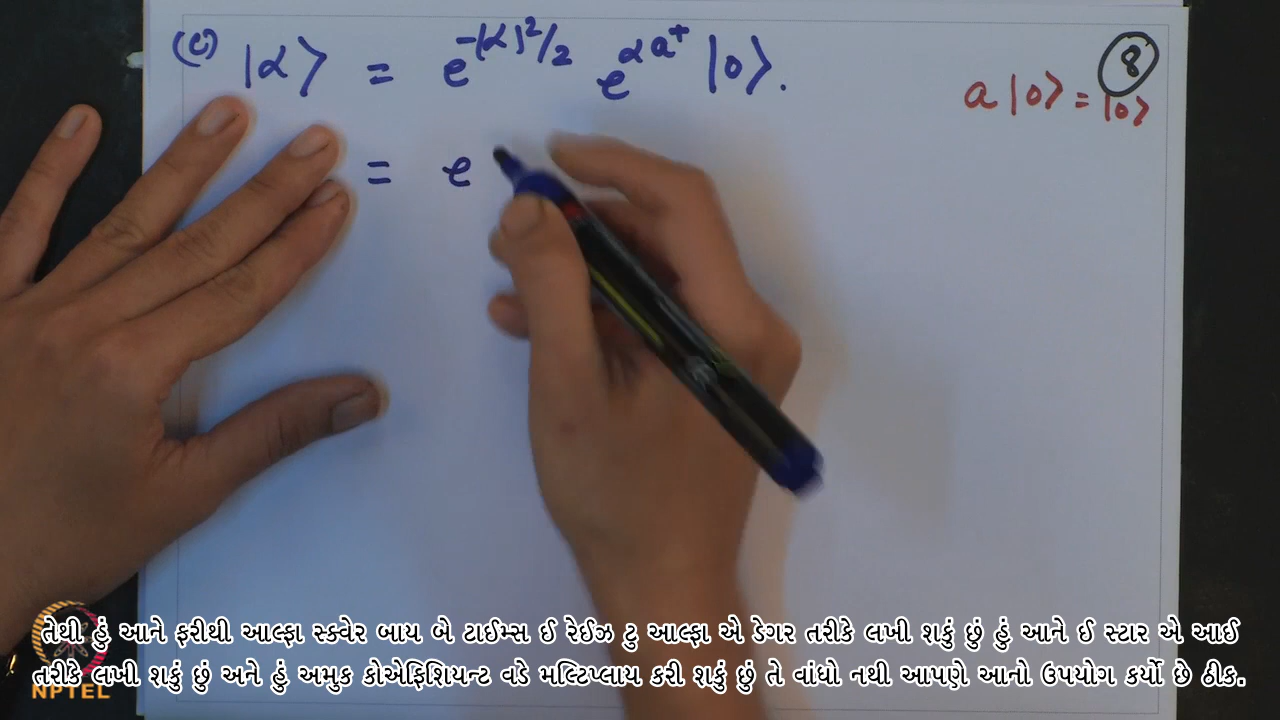 (c) |α⟩ = e^{-|α|²/2} e^{αa†} |0⟩.
8
a|0⟩ = |0⟩
= e
તેથી હું આને ફરીથી આલ્ફા સ્ક્વેર બાય બે ટાઈમ્સ ઈ રેઈઝ ટુ આલ્ફા એ ડેગર તરીકે લખી શકું છું હું આને ઈ સ્ટાર એ આઈ
તરીકે લખી શકું છું અને હું અમુક કોએફિશિયન્ટ વડે મલ્ટિપ્લાય કરી શકું છું તે વાંધો નથી આપણે આનો ઉપયોગ કર્યો છે ઠીક.
NPTEL